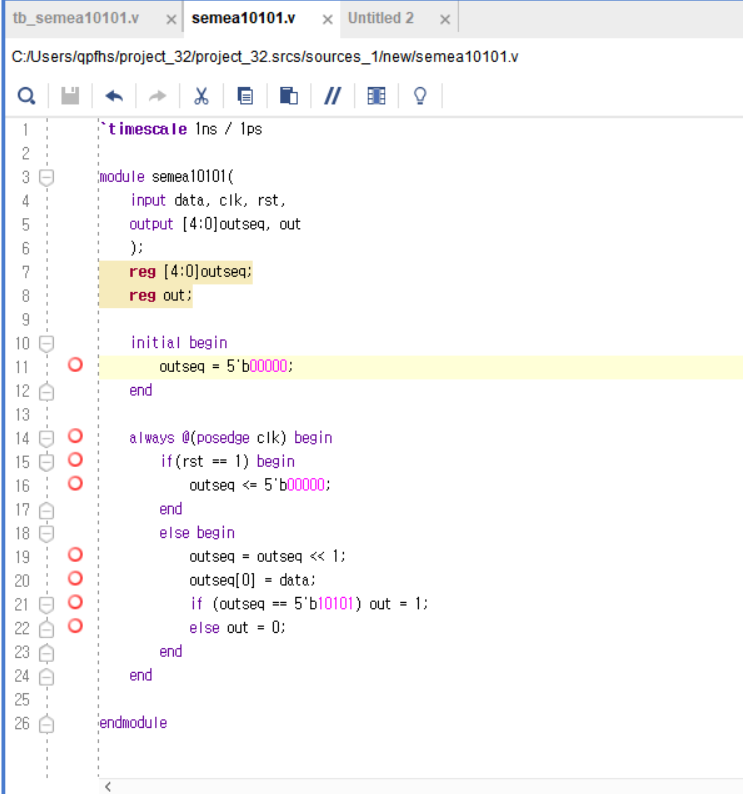 tb_semea10101.v × semea10101.v × Untitled 2 ×
C:/Users/qpfhs/project_32/project_32.srcs/sources_1/new/semea10101.v
1 `timescale 1ns / 1ps
2
3 module semea10101(
4 input data, clk, rst,
5 output [4:0]outseq, out
6 );
7 reg [4:0]outseq;
8 reg out;
9
10 initial begin
11 outseq = 5'b00000;
12 end
13
14 always @(posedge clk) begin
15 if(rst == 1) begin
16 outseq <= 5'b00000;
17 end
18 else begin
19 outseq = outseq << 1;
20 outseq[0] = data;
21 if (outseq == 5'b10101) out = 1;
22 else out = 0;
23 end
24 end
25
26 endmodule